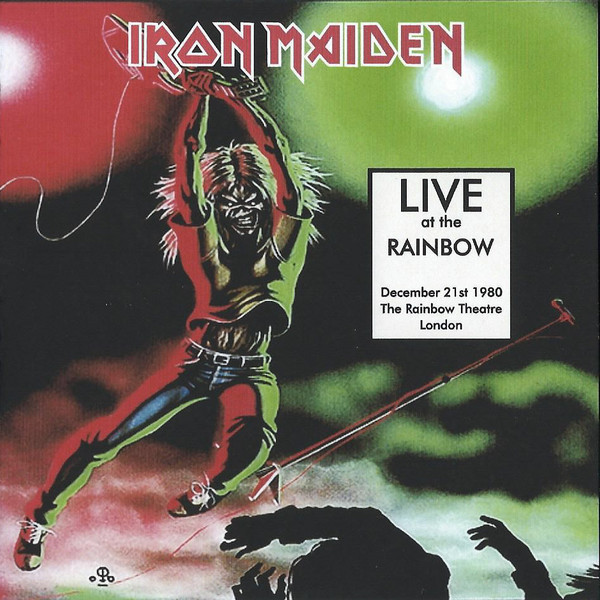 IRON MAIDEN
LIVE
at the
RAINBOW
December 21st 1980
The Rainbow Theatre
London